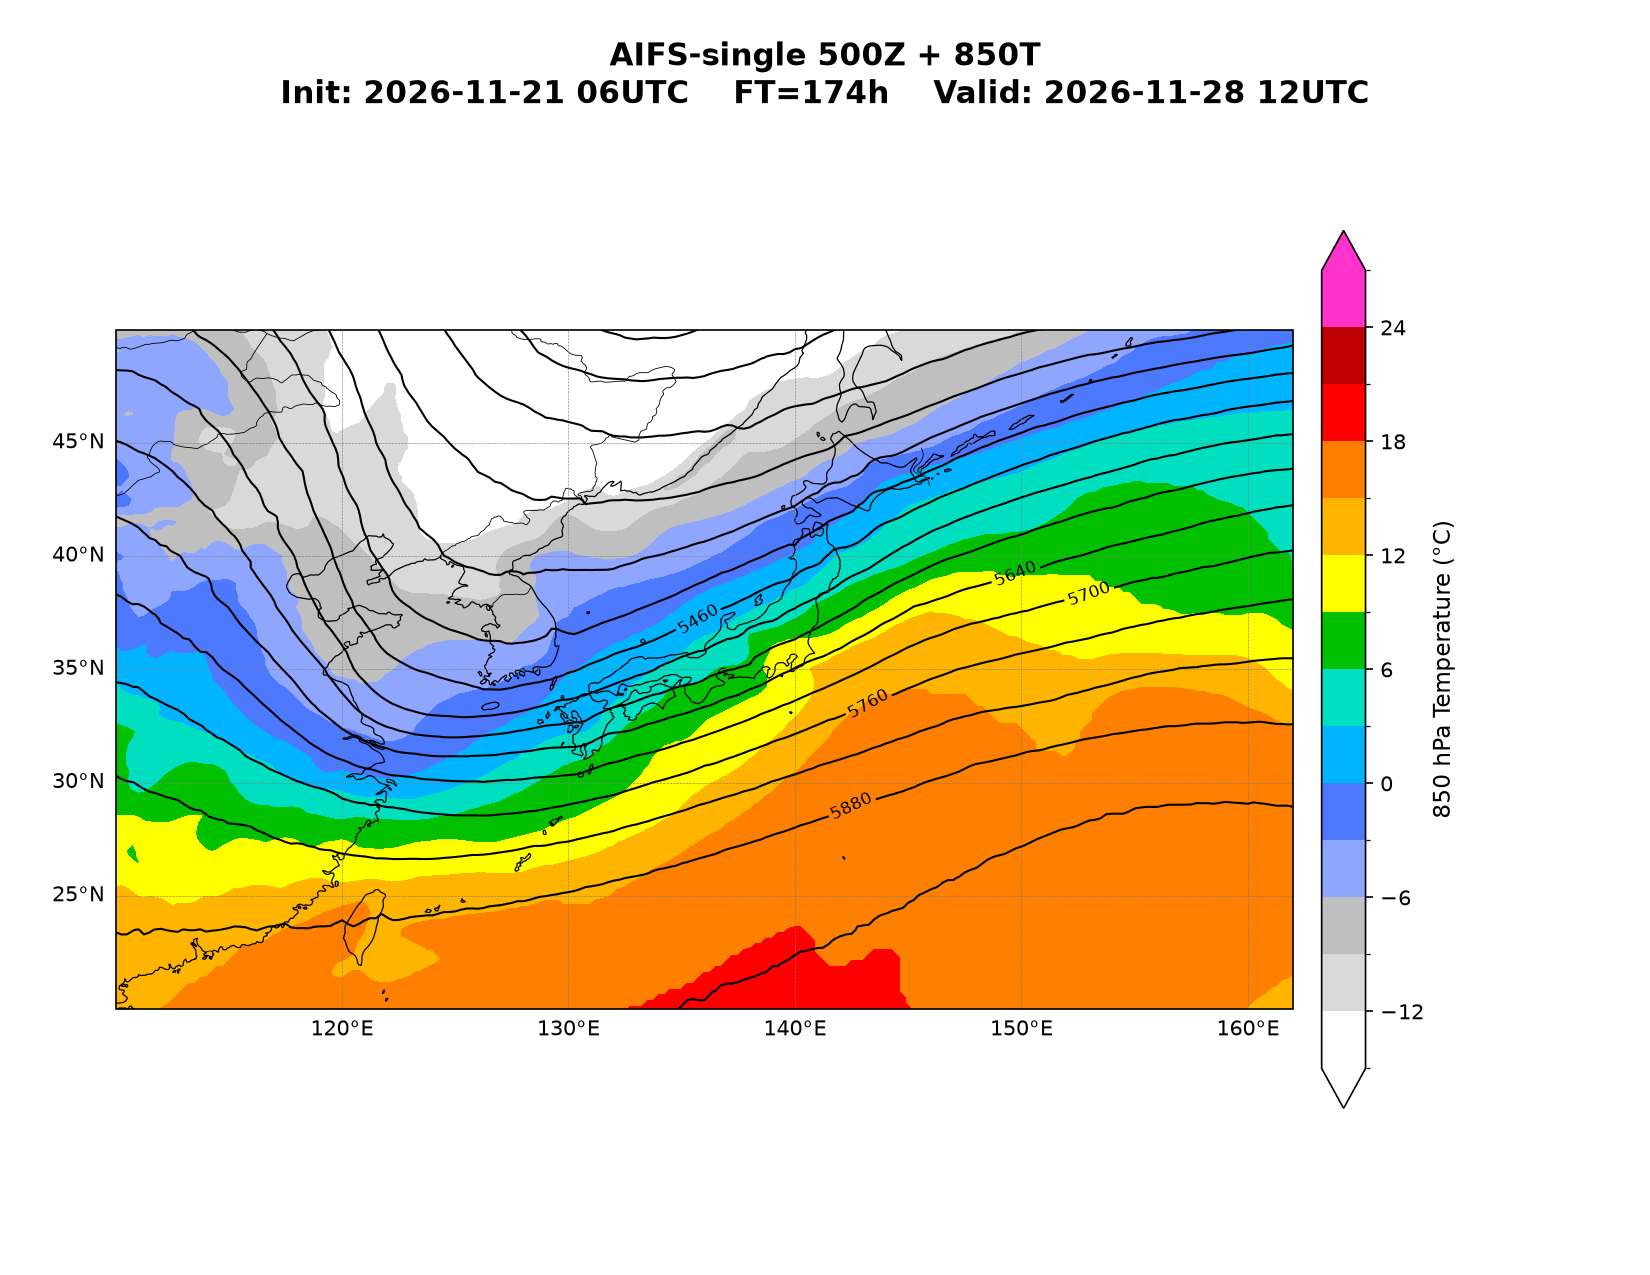 AIFS-single 500Z + 850T
Init: 2026-11-21 06UTC    FT=174h    Valid: 2026-11-28 12UTC
24
18
12
6
0
−6
−12
850 hPa Temperature (°C)
45°N
40°N
35°N
30°N
25°N
5640
5700
5460
5760
5880
120°E
130°E
140°E
150°E
160°E